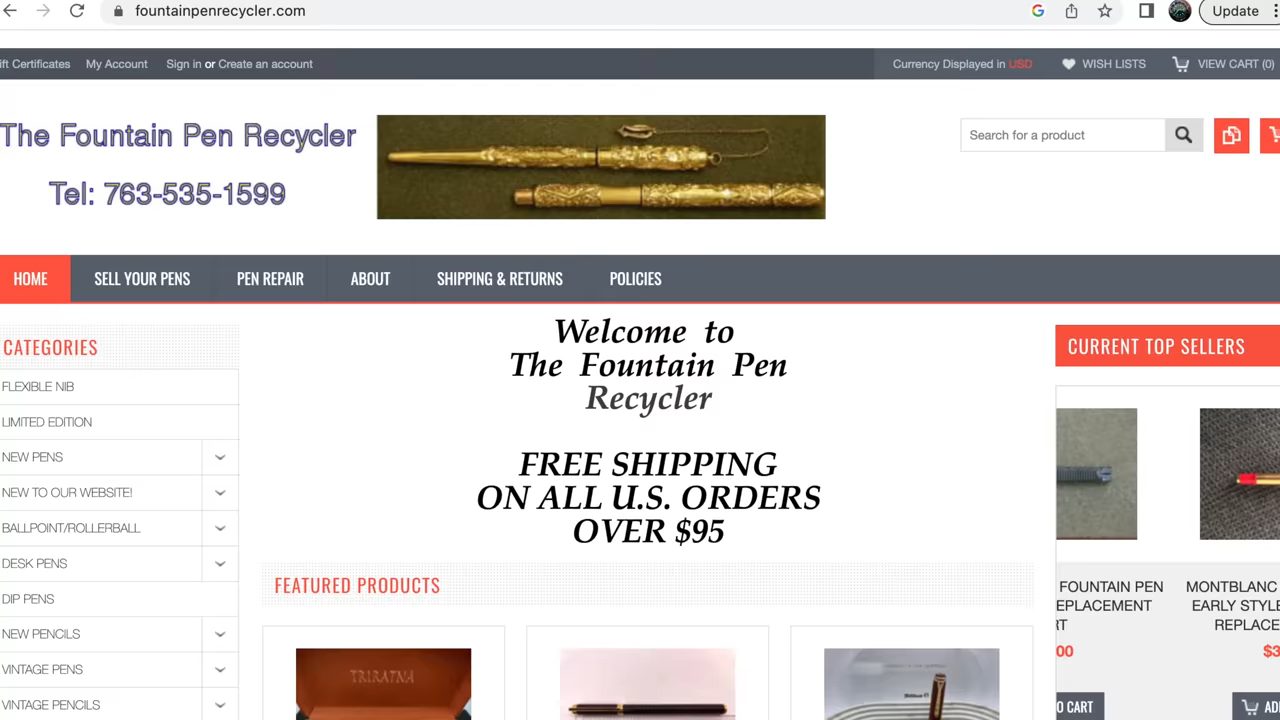 fountainpenrecycler.com
Update
ift Certificates My Account Sign in or Create an account
Currency Displayed in USD WISH LISTS VIEW CART (0)
The Fountain Pen Recycler
Tel: 763-535-1599
Search for a product
HOME SELL YOUR PENS PEN REPAIR ABOUT SHIPPING & RETURNS POLICIES
CATEGORIES
FLEXIBLE NIB
LIMITED EDITION
NEW PENS
NEW TO OUR WEBSITE!
BALLPOINT/ROLLERBALL
DESK PENS
DIP PENS
NEW PENCILS
VINTAGE PENS
VINTAGE PENCILS
Welcome to
The Fountain Pen
Recycler
FREE SHIPPING
ON ALL U.S. ORDERS
OVER $95
FEATURED PRODUCTS
TRIRATNA
CURRENT TOP SELLERS
FOUNTAIN PEN
EPLACEMENT
RT
00
O CART
MONTBLANC
EARLY STYLE
REPLACE
$3
AD